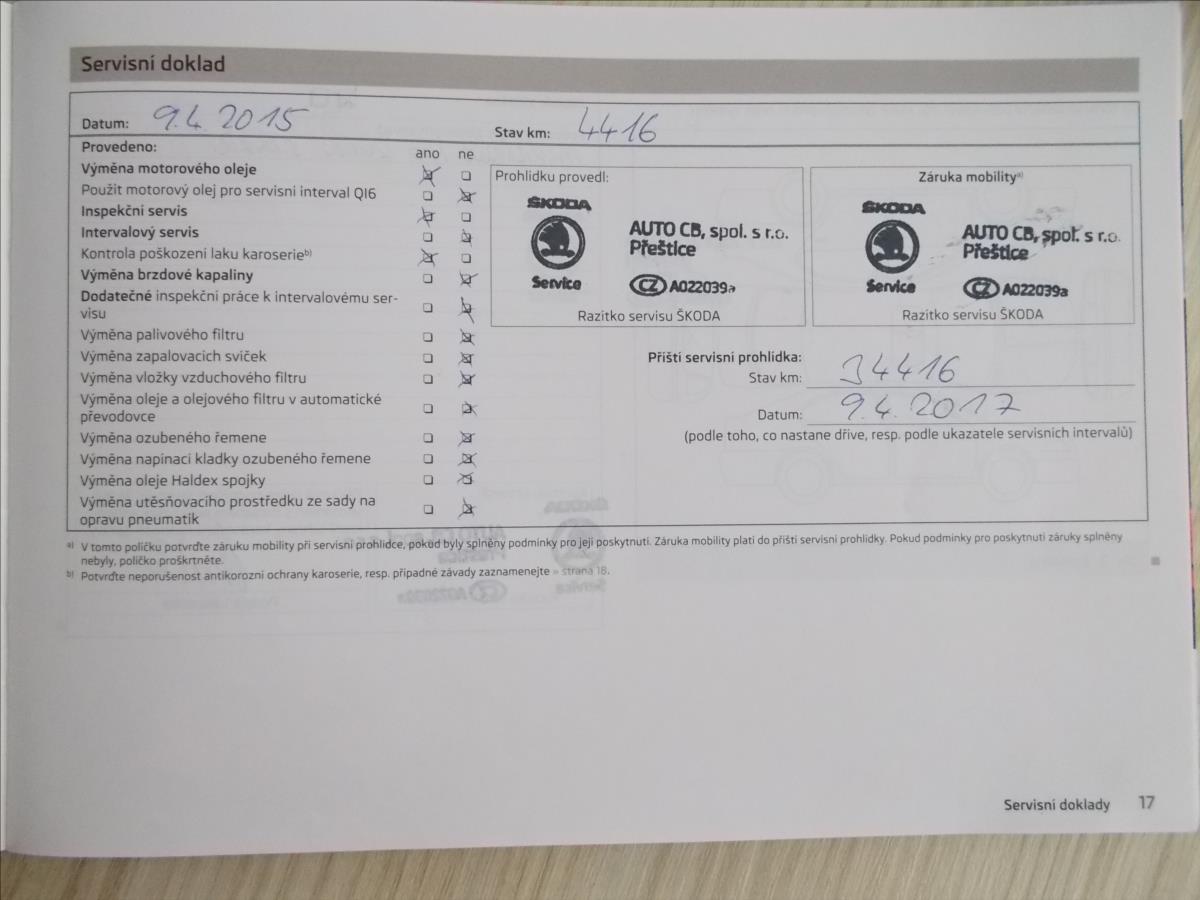 Servisní doklad
Datum: 9.4.2015
Stav km: 4416
Provedeno:
ano ne
Výměna motorového oleje
Použit motorový olej pro servisní interval QI6
Inspekční servis
Intervalový servis
Kontrola poškození laku karoserieb)
Výměna brzdové kapaliny
Dodatečné inspekční práce k intervalovému ser-
visu
Výměna palivového filtru
Výměna zapalovacích svíček
Výměna vložky vzduchového filtru
Výměna oleje a olejového filtru v automatické
převodovce
Výměna ozubeného řemene
Výměna napínací kladky ozubeného řemene
Výměna oleje Haldex spojky
Výměna utěsňovacího prostředku ze sady na
opravu pneumatik
Prohlídku provedl:
ŠKODA
AUTO CB, spol. s r.o.
Přeštice
Service
CZ A022039a
Razítko servisu ŠKODA
Záruka mobilitya)
ŠKODA
AUTO CB, spol. s r.o.
Přeštice
Service
CZ A022039a
Razítko servisu ŠKODA
Příští servisní prohlídka:
Stav km: 34416
Datum: 9.4.2017
(podle toho, co nastane dříve, resp. podle ukazatele servisních intervalů)
a) V tomto políčku potvrďte záruku mobility při servisní prohlídce, pokud byly splněny podmínky pro její poskytnutí. Záruka mobility platí do příští servisní prohlídky. Pokud podmínky pro poskytnutí záruky splněny
nebyly, políčko proškrtněte.
b) Potvrďte neporušenost antikorozní ochrany karoserie, resp. případné závady zaznamenejte » strana 18.
Servisní doklady 17